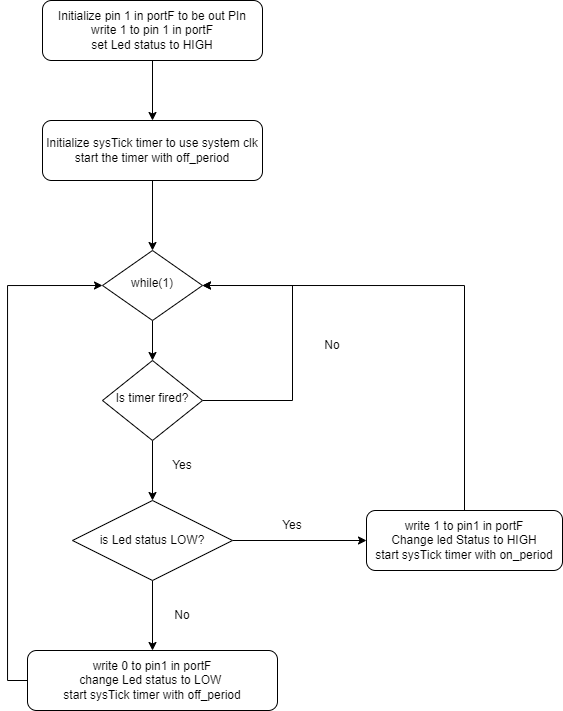 Initialize pin 1 in portF to be out PIn
write 1 to pin 1 in portF
set Led status to HIGH
Initialize sysTick timer to use system clk
start the timer with off_period
while(1)
No
Is timer fired?
Yes
is Led status LOW?
Yes
write 1 to pin1 in portF
Change led Status to HIGH
start sysTick timer with on_period
No
write 0 to pin1 in portF
change Led status to LOW
start sysTick timer with off_period